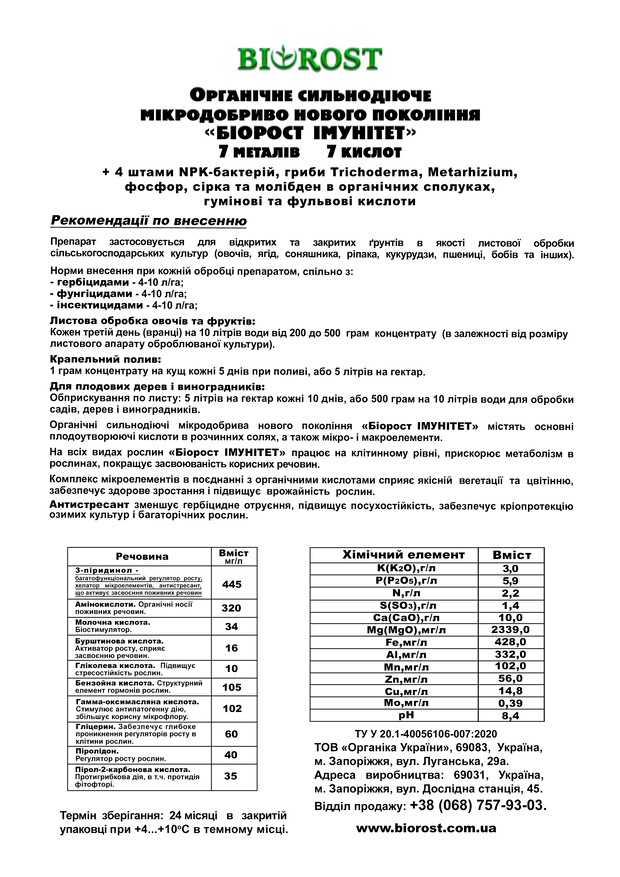 BIOROST
Органічне сильнодіюче
мікродобриво нового покоління
«БІОРОСТ ІМУНІТЕТ»
7 металів 7 кислот
+ 4 штами NPK-бактерій, гриби Trichoderma, Metarhizium,
фосфор, сірка та молібден в органічних сполуках,
гумінові та фульвові кислоти
Рекомендації по внесенню
Препарат застосовується для відкритих та закритих ґрунтів в якості листової обробки
сільськогосподарських культур (овочів, ягід, соняшника, ріпака, кукурудзи, пшениці, бобів та інших).
Норми внесення при кожній обробці препаратом, спільно з:
- гербіцидами - 4-10 л/га;
- фунгіцидами - 4-10 л/га;
- інсектицидами - 4-10 л/га;
Листова обробка овочів та фруктів:
Кожен третій день (вранці) на 10 літрів води від 200 до 500 грам концентрату (в залежності від розміру
листового апарату оброблюваної культури).
Крапельний полив:
1 грам концентрату на кущ кожні 5 днів при поливі, або 5 літрів на гектар.
Для плодових дерев і виноградників:
Обприскування по листу: 5 літрів на гектар кожні 10 днів, або 500 грам на 10 літрів води для обробки
садів, дерев і виноградників.
Органічні сильнодіючі мікродобрива нового покоління «Біорост ІМУНІТЕТ» містять основні
плодоутворюючі кислоти в розчинних солях, а також мікро- і макроелементи.
На всіх видах рослин «Біорост ІМУНІТЕТ» працює на клітинному рівні, прискорює метаболізм в
рослинах, покращує засвоюваність корисних речовин.
Комплекс мікроелементів в поєднанні з органічними кислотами сприяє якісній вегетації та цвітінню,
забезпечує здорове зростання і підвищує врожайність рослин.
Антистресант зменшує гербіцидне отруєння, підвищує посухостійкість, забезпечує кріопротекцію
озимих культур і багаторічних рослин.
Речовина Вміст
мг/л
3-піридинол -
багатофункціональний регулятор росту,
хелатор мікроелементів, антистресант,
що активує засвоєння поживних речовин
445
Амінокислоти. Органічні носії
поживних речовин.
320
Молочна кислота.
Біостимулятор.
34
Бурштинова кислота.
Активатор росту, сприяє
засвоєнню речовин.
16
Гліколева кислота. Підвищує
стресостійкість рослин.
10
Бензойна кислота. Структурний
елемент гормонів рослин.
105
Гамма-оксимасляна кислота.
Стимулює антипатогенну дію,
збільшує корисну мікрофлору.
102
Гліцерин. Забезпечує глибоке
проникнення регуляторів росту в
клітини рослин.
60
Піролідон.
Регулятор росту рослин.
40
Пірол-2-карбонова кислота.
Протигрибкова дія, в т.ч. протидія
фітофторі.
35
Термін зберігання: 24 місяці в закритій
упаковці при +4...+10°С в темному місці.
Хімічний елемент Вміст
K(K2O),г/л 3,0
P(P2O5),г/л 5,9
N,г/л 2,2
S(SO3),г/л 1,4
Ca(CaO),г/л 10,0
Mg(MgO),мг/л 2339,0
Fe,мг/л 428,0
Al,мг/л 332,0
Mn,мг/л 102,0
Zn,мг/л 56,0
Cu,мг/л 14,8
Mo,мг/л 0,39
pH 8,4
ТУ У 20.1-40056106-007:2020
ТОВ «Органіка України», 69083, Україна,
м. Запоріжжя, вул. Луганська, 29а.
Адреса виробництва: 69031, Україна,
м. Запоріжжя, вул. Дослідна станція, 45.
Відділ продажу: +38 (068) 757-93-03.
www.biorost.com.ua